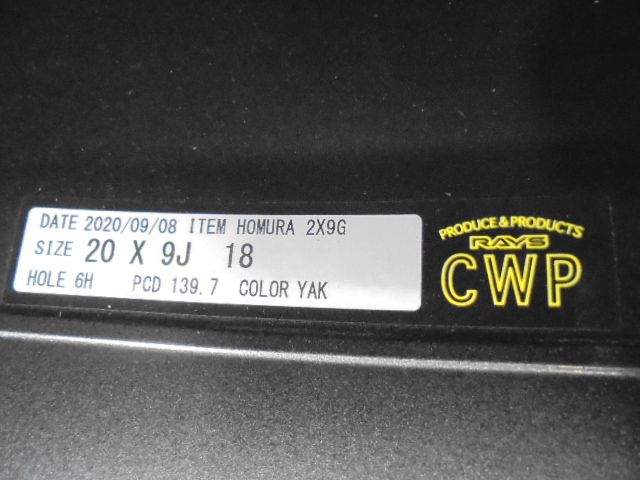 DATE 2020/09/08 ITEM HOMURA 2X9G
SIZE 20 X 9J 18
HOLE 6H PCD 139.7 COLOR YAK
PRODUCE & PRODUCTS
RAYS
CWP